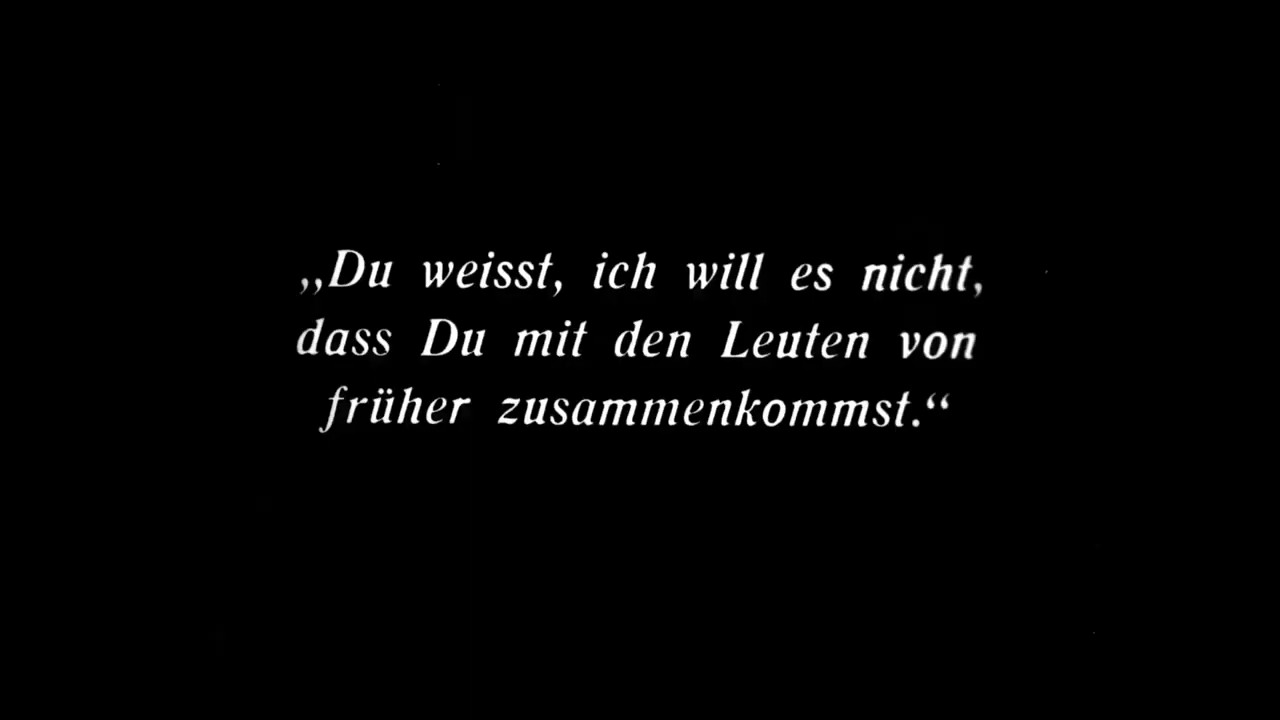 „Du weisst, ich will es nicht,
dass Du mit den Leuten von
früher zusammenkommst.“